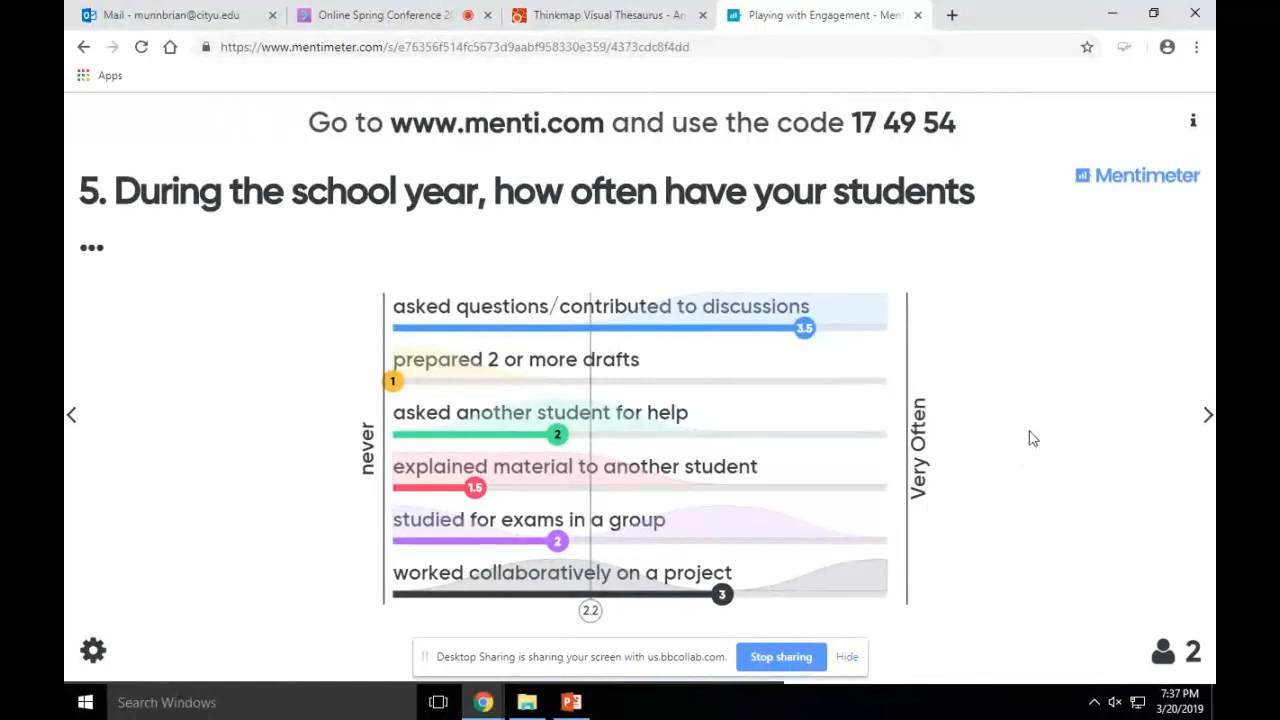 Mail - munnbrian@cityu.edu
Online Spring Conference 2
Thinkmap Visual Thesaurus - An
Playing with Engagement - Ment
https://www.mentimeter.com/s/e76356f514fc5673d9aabf958330e359/4373cdc8f4dd
Apps
Go to www.menti.com and use the code 17 49 54
i
Mentimeter
5. During the school year, how often have your students
...
asked questions/contributed to discussions
3.5
prepared 2 or more drafts
1
asked another student for help
2
explained material to another student
1.5
studied for exams in a group
2
worked collaboratively on a project
3
2.2
never
Very Often
Desktop Sharing is sharing your screen with us.bbcollab.com.
Stop sharing
Hide
2
Search Windows
7:37 PM
3/20/2019